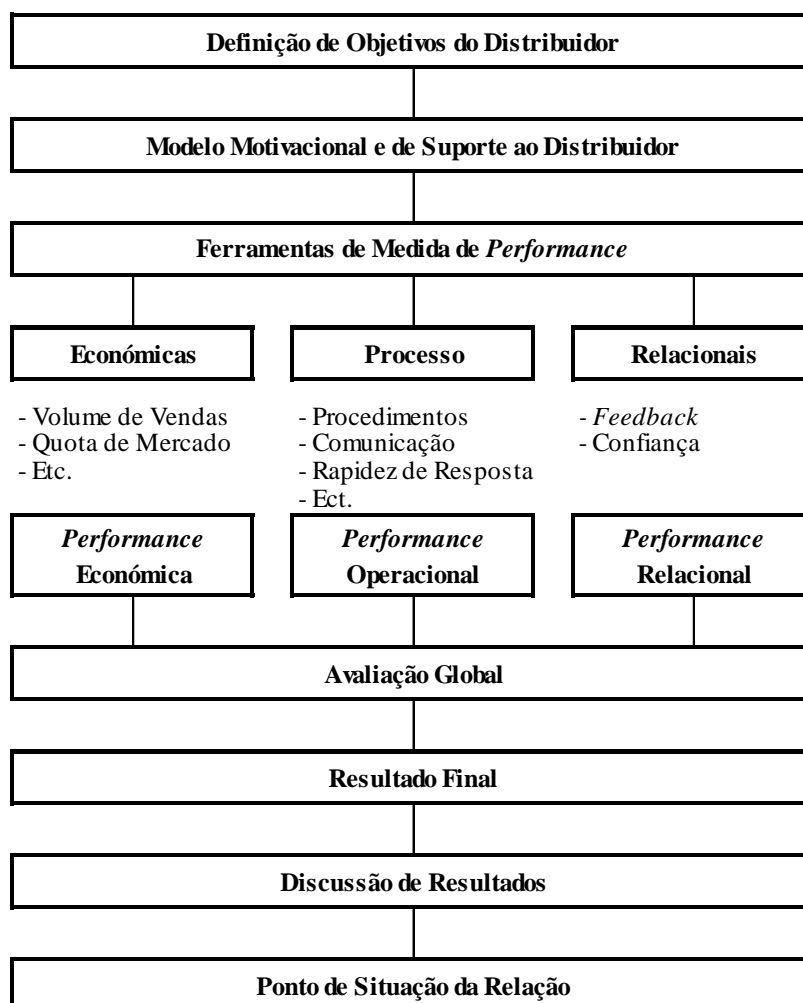 Definição de Objetivos do Distribuidor
Modelo Motivacional e de Suporte ao Distribuidor
Ferramentas de Medida de Performance
Económicas
- Volume de Vendas
- Quota de Mercado
- Etc.
Processo
- Procedimentos
- Comunicação
- Rapidez de Resposta
- Ect.
Relacionais
- Feedback
- Confiança
Performance
Económica
Performance
Operacional
Performance
Relacional
Avaliação Global
Resultado Final
Discussão de Resultados
Ponto de Situação da Relação